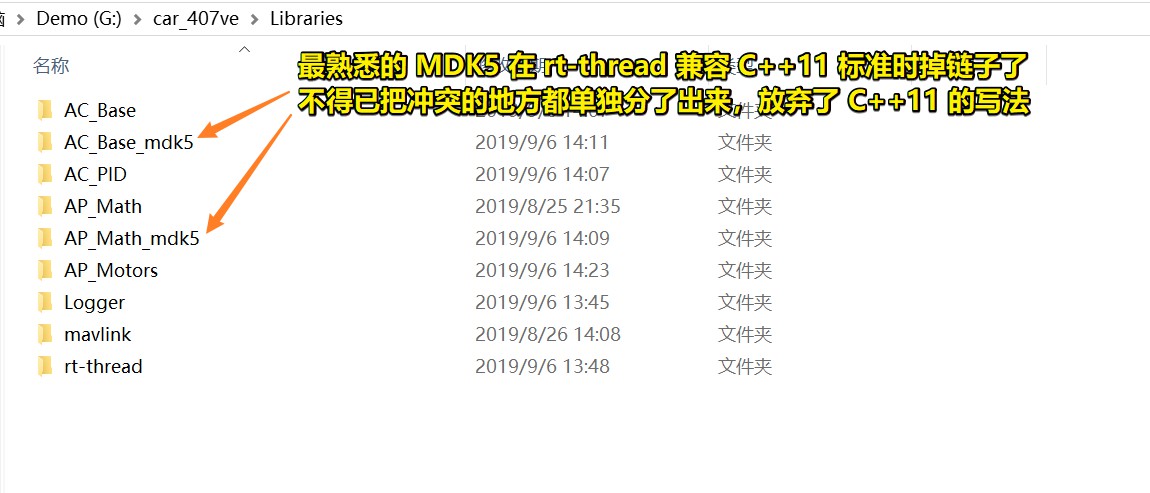 Demo (G:) > car_407ve > Libraries
名称
最熟悉的 MDK5 在 rt-thread 兼容 C++11 标准时掉链子了
不得已把冲突的地方都单独分了出来，放弃了 C++11 的写法
AC_Base 文件夹
AC_Base_mdk5 2019/9/6 14:11 文件夹
AC_PID 2019/9/6 14:07 文件夹
AP_Math 2019/8/25 21:35 文件夹
AP_Math_mdk5 2019/9/6 14:09 文件夹
AP_Motors 2019/9/6 14:23 文件夹
Logger 2019/9/6 13:45 文件夹
mavlink 2019/8/26 14:08 文件夹
rt-thread 2019/9/6 13:48 文件夹